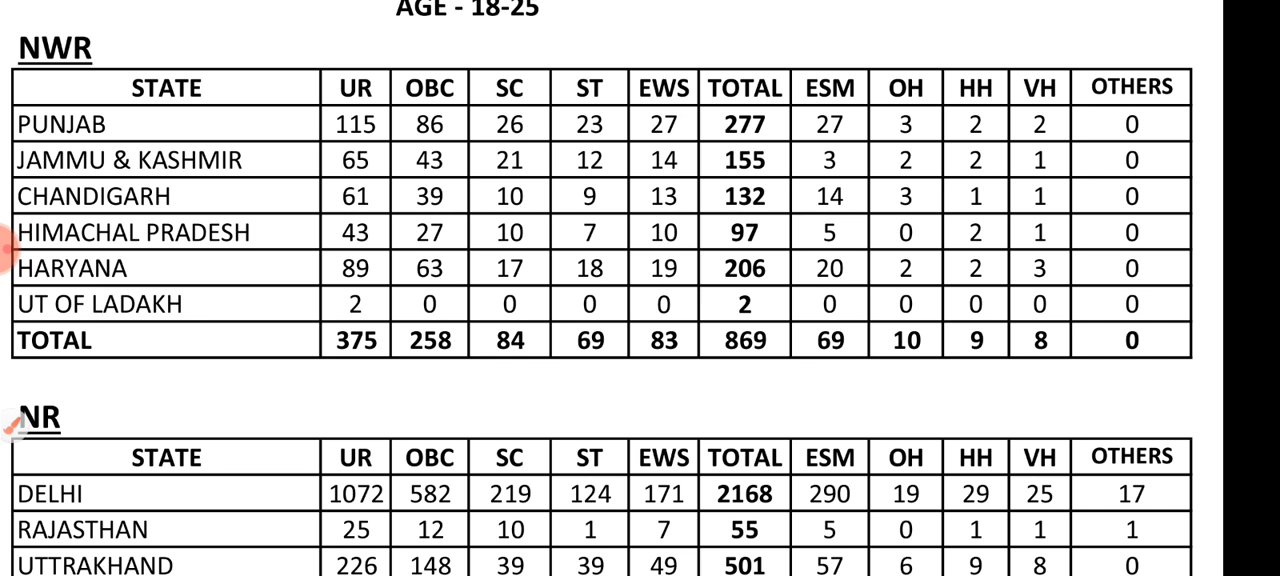 AGE - 18-25
NWR
STATE UR OBC SC ST EWS TOTAL ESM OH HH VH OTHERS
PUNJAB 115 86 26 23 27 277 27 3 2 2 0
JAMMU & KASHMIR 65 43 21 12 14 155 3 2 2 1 0
CHANDIGARH 61 39 10 9 13 132 14 3 1 1 0
HIMACHAL PRADESH 43 27 10 7 10 97 5 0 2 1 0
HARYANA 89 63 17 18 19 206 20 2 2 3 0
UT OF LADAKH 2 0 0 0 0 2 0 0 0 0 0
TOTAL 375 258 84 69 83 869 69 10 9 8 0
NR
STATE UR OBC SC ST EWS TOTAL ESM OH HH VH OTHERS
DELHI 1072 582 219 124 171 2168 290 19 29 25 17
RAJASTHAN 25 12 10 1 7 55 5 0 1 1 1
UTTRAKHAND 226 148 39 39 49 501 57 6 9 8 0